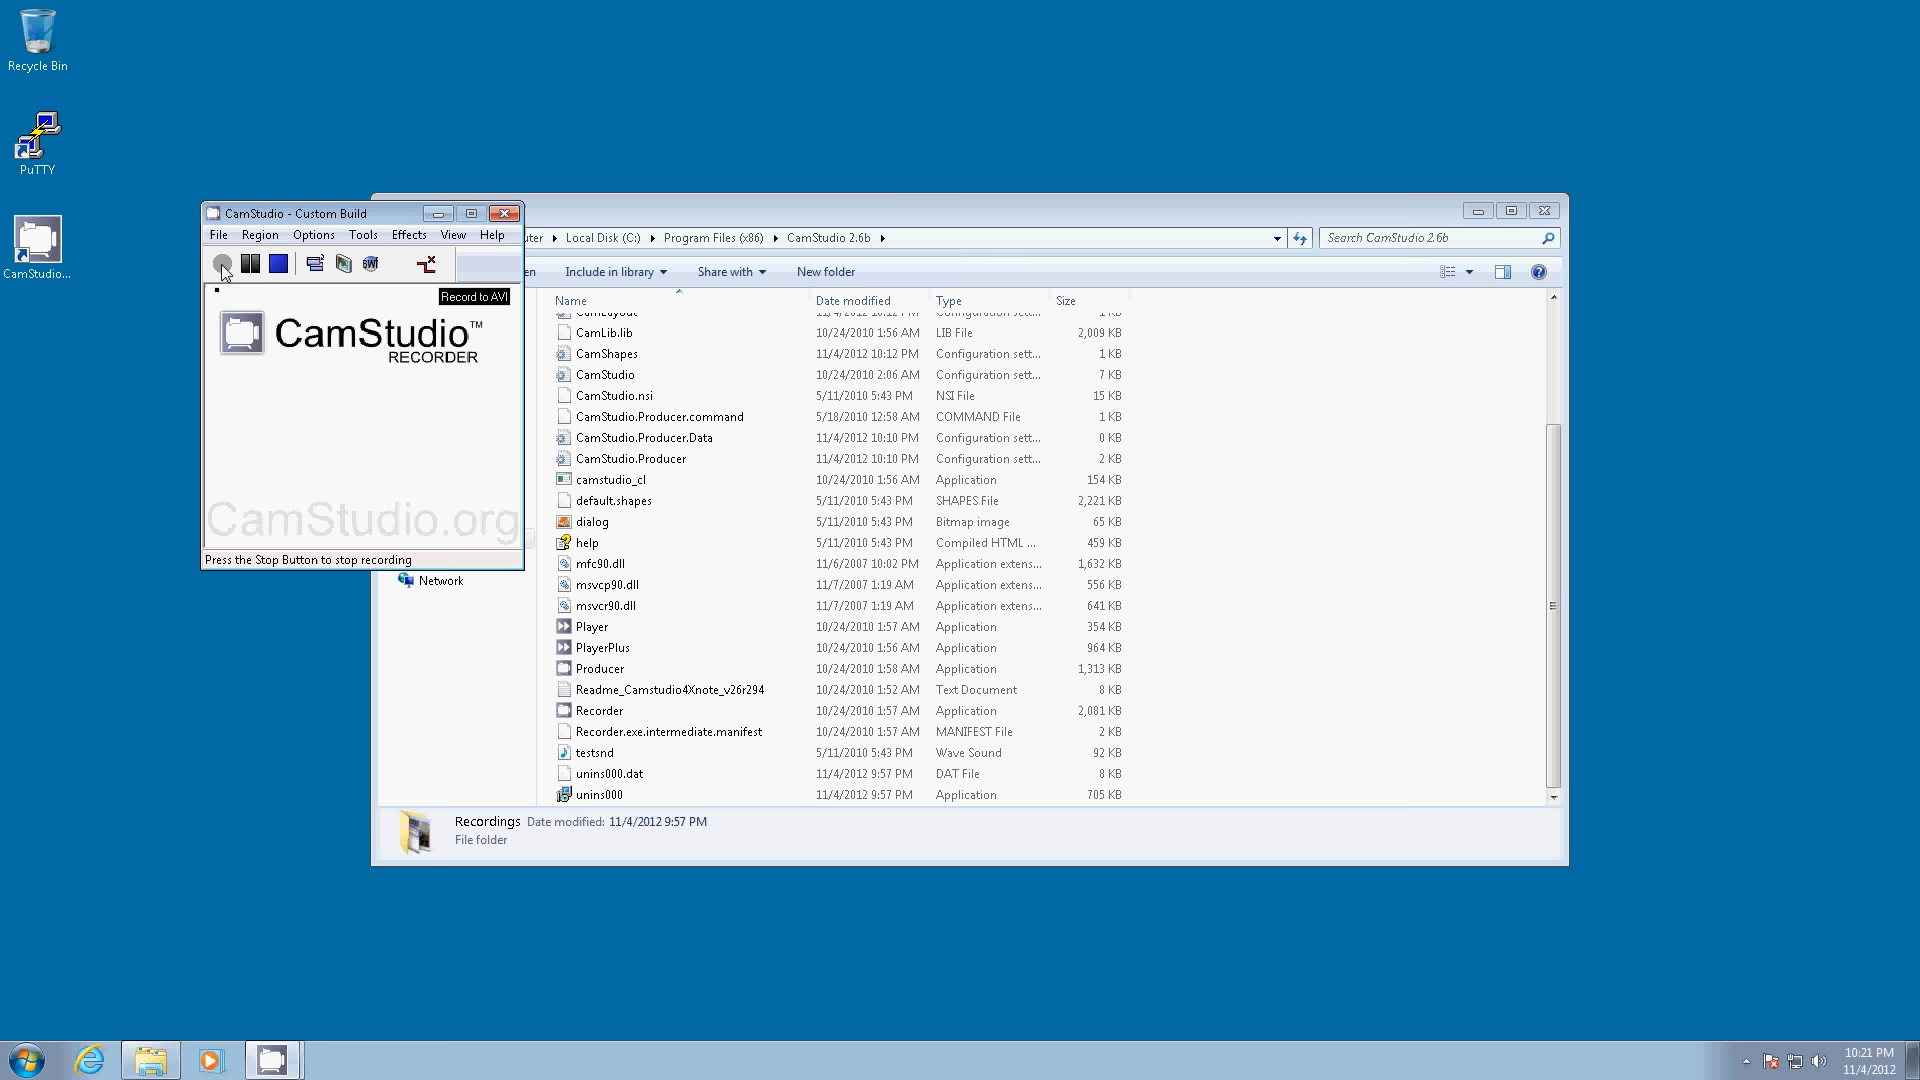 Recycle Bin
PuTTY
CamStudio...
CamStudio - Custom Build
File Region Options Tools Effects View Help
Record to AVI
CamStudio™
RECORDER
CamStudio.org
Press the Stop Button to stop recording
uter Local Disk (C:) Program Files (x86) CamStudio 2.6b
Search CamStudio 2.6b
en Include in library Share with New folder
Name Date modified Type Size
CamLayout 11/4/2012 10:12 PM Configuration sett... 1 KB
CamLib.lib 10/24/2010 1:56 AM LIB File 2,009 KB
CamShapes 11/4/2012 10:12 PM Configuration sett... 1 KB
CamStudio 10/24/2010 2:06 AM Configuration sett... 7 KB
CamStudio.nsi 5/11/2010 5:43 PM NSI File 15 KB
CamStudio.Producer.command 5/18/2010 12:58 AM COMMAND File 1 KB
CamStudio.Producer.Data 11/4/2012 10:10 PM Configuration sett... 0 KB
CamStudio.Producer 11/4/2012 10:10 PM Configuration sett... 2 KB
camstudio_cl 10/24/2010 1:56 AM Application 154 KB
default.shapes 5/11/2010 5:43 PM SHAPES File 2,221 KB
dialog 5/11/2010 5:43 PM Bitmap image 65 KB
help 5/11/2010 5:43 PM Compiled HTML ... 459 KB
mfc90.dll 11/6/2007 10:02 PM Application extens... 1,632 KB
msvcp90.dll 11/7/2007 1:19 AM Application extens... 556 KB
msvcr90.dll 11/7/2007 1:19 AM Application extens... 641 KB
Player 10/24/2010 1:57 AM Application 354 KB
PlayerPlus 10/24/2010 1:56 AM Application 964 KB
Producer 10/24/2010 1:58 AM Application 1,313 KB
Readme_Camstudio4Xnote_v26r294 10/24/2010 1:52 AM Text Document 8 KB
Recorder 10/24/2010 1:57 AM Application 2,081 KB
Recorder.exe.intermediate.manifest 10/24/2010 1:57 AM MANIFEST File 2 KB
testsnd 5/11/2010 5:43 PM Wave Sound 92 KB
unins000.dat 11/4/2012 9:57 PM DAT File 8 KB
unins000 11/4/2012 9:57 PM Application 705 KB
Network
Recordings Date modified: 11/4/2012 9:57 PM
File folder
10:21 PM
11/4/2012